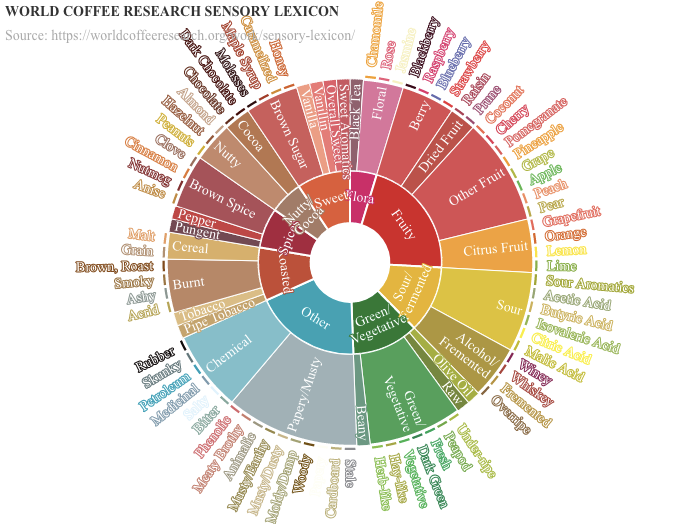 WORLD COFFEE RESEARCH SENSORY LEXICON
Source: https://worldcoffeeresearch.org/work/sensory-lexicon/
Floral
Fruity
Sour/
Fermented
Green/
Vegetative
Other
Roasted
Spices
Nutty
Cocoa
Sweet
Black Tea
Floral
Berry
Dried Fruit
Other Fruit
Citrus Fruit
Sour
Alcohol/
Fremented
Olive Oil
Raw
Green/
Vegetative
Beany
Papery/Musty
Chemical
Pipe Tobacco
Tobacco
Burnt
Cereal
Pungent
Pepper
Brown Spice
Nutty
Cocoa
Brown Sugar
Vanilla
Vanillin
Overall Sweet
Sweet Aromatics
Chamomile
Rose
Jasmine
Blackberry
Raspberry
Blueberry
Strawberry
Raisin
Prune
Coconut
Cherry
Pomegranate
Pineapple
Grape
Apple
Peach
Pear
Grapefruit
Orange
Lemon
Lime
Sour Aromatics
Acetic Acid
Butyric Acid
Isovaleric Acid
Citric Acid
Malic Acid
Winey
Whiskey
Fermented
Overripe
Under-ripe
Peapod
Fresh
Dark Green
Vegetative
Hay-like
Herb-like
Stale
Cardboard
Woody
Moldy/Damp
Musty/Dusty
Musty/Earthy
Animalic
Meaty Brothy
Phenolic
Bitter
Salty
Medicinal
Petroleum
Skunky
Rubber
Acrid
Ashy
Smoky
Brown, Roast
Grain
Malt
Anise
Nutmeg
Cinnamon
Clove
Peanuts
Hazelnut
Almond
Chocolate
Dark Chocolate
Molasses
Maple Syrup
Caramelized
Honey